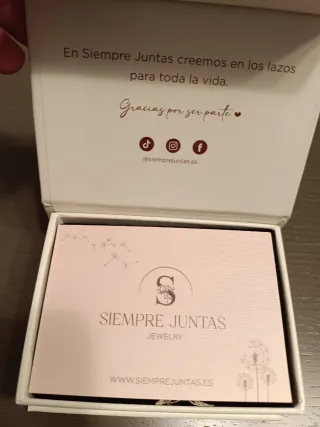 En Siempre Juntas creemos en los lazos
para toda la vida.
Gracias por ser parte
@siemprejuntas.es
S
SIEMPRE JUNTAS
JEWELRY
WWW.SIEMPREJUNTAS.ES